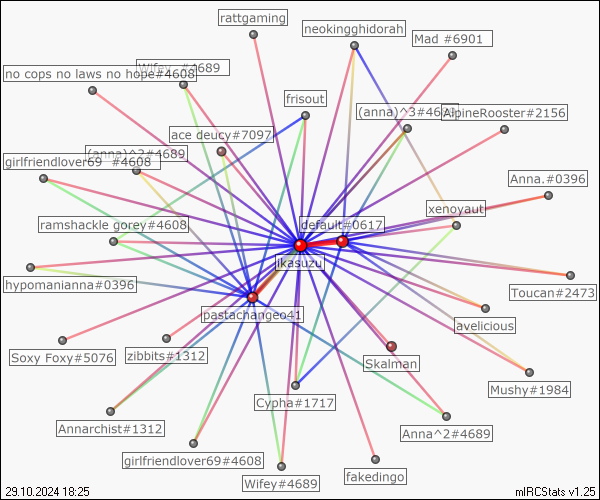 rattgaming
neokingghidorah
Mad #6901
no cops no laws no hope#4608
#4689
frisout
(anna)^3#4689
AlpineRooster#2156
ace deucy#7097
girlfriendlover69 #4608
(anna)^2#4689
Anna.#0396
xenoyaut
ramshackle gorey#4608
default#0617
ikasuzu
hypomanianna#0396
Toucan#2473
pastachange41
avelicious
Soxy Foxy#5076
zibbits#1312
Skalman
Mushy#1984
Cypha#1717
Annarchist#1312
Anna^2#4689
girlfriendlover69#4608
Wifey#4689
fakedingo
29.10.2024 18:25
mIRCStats v1.25